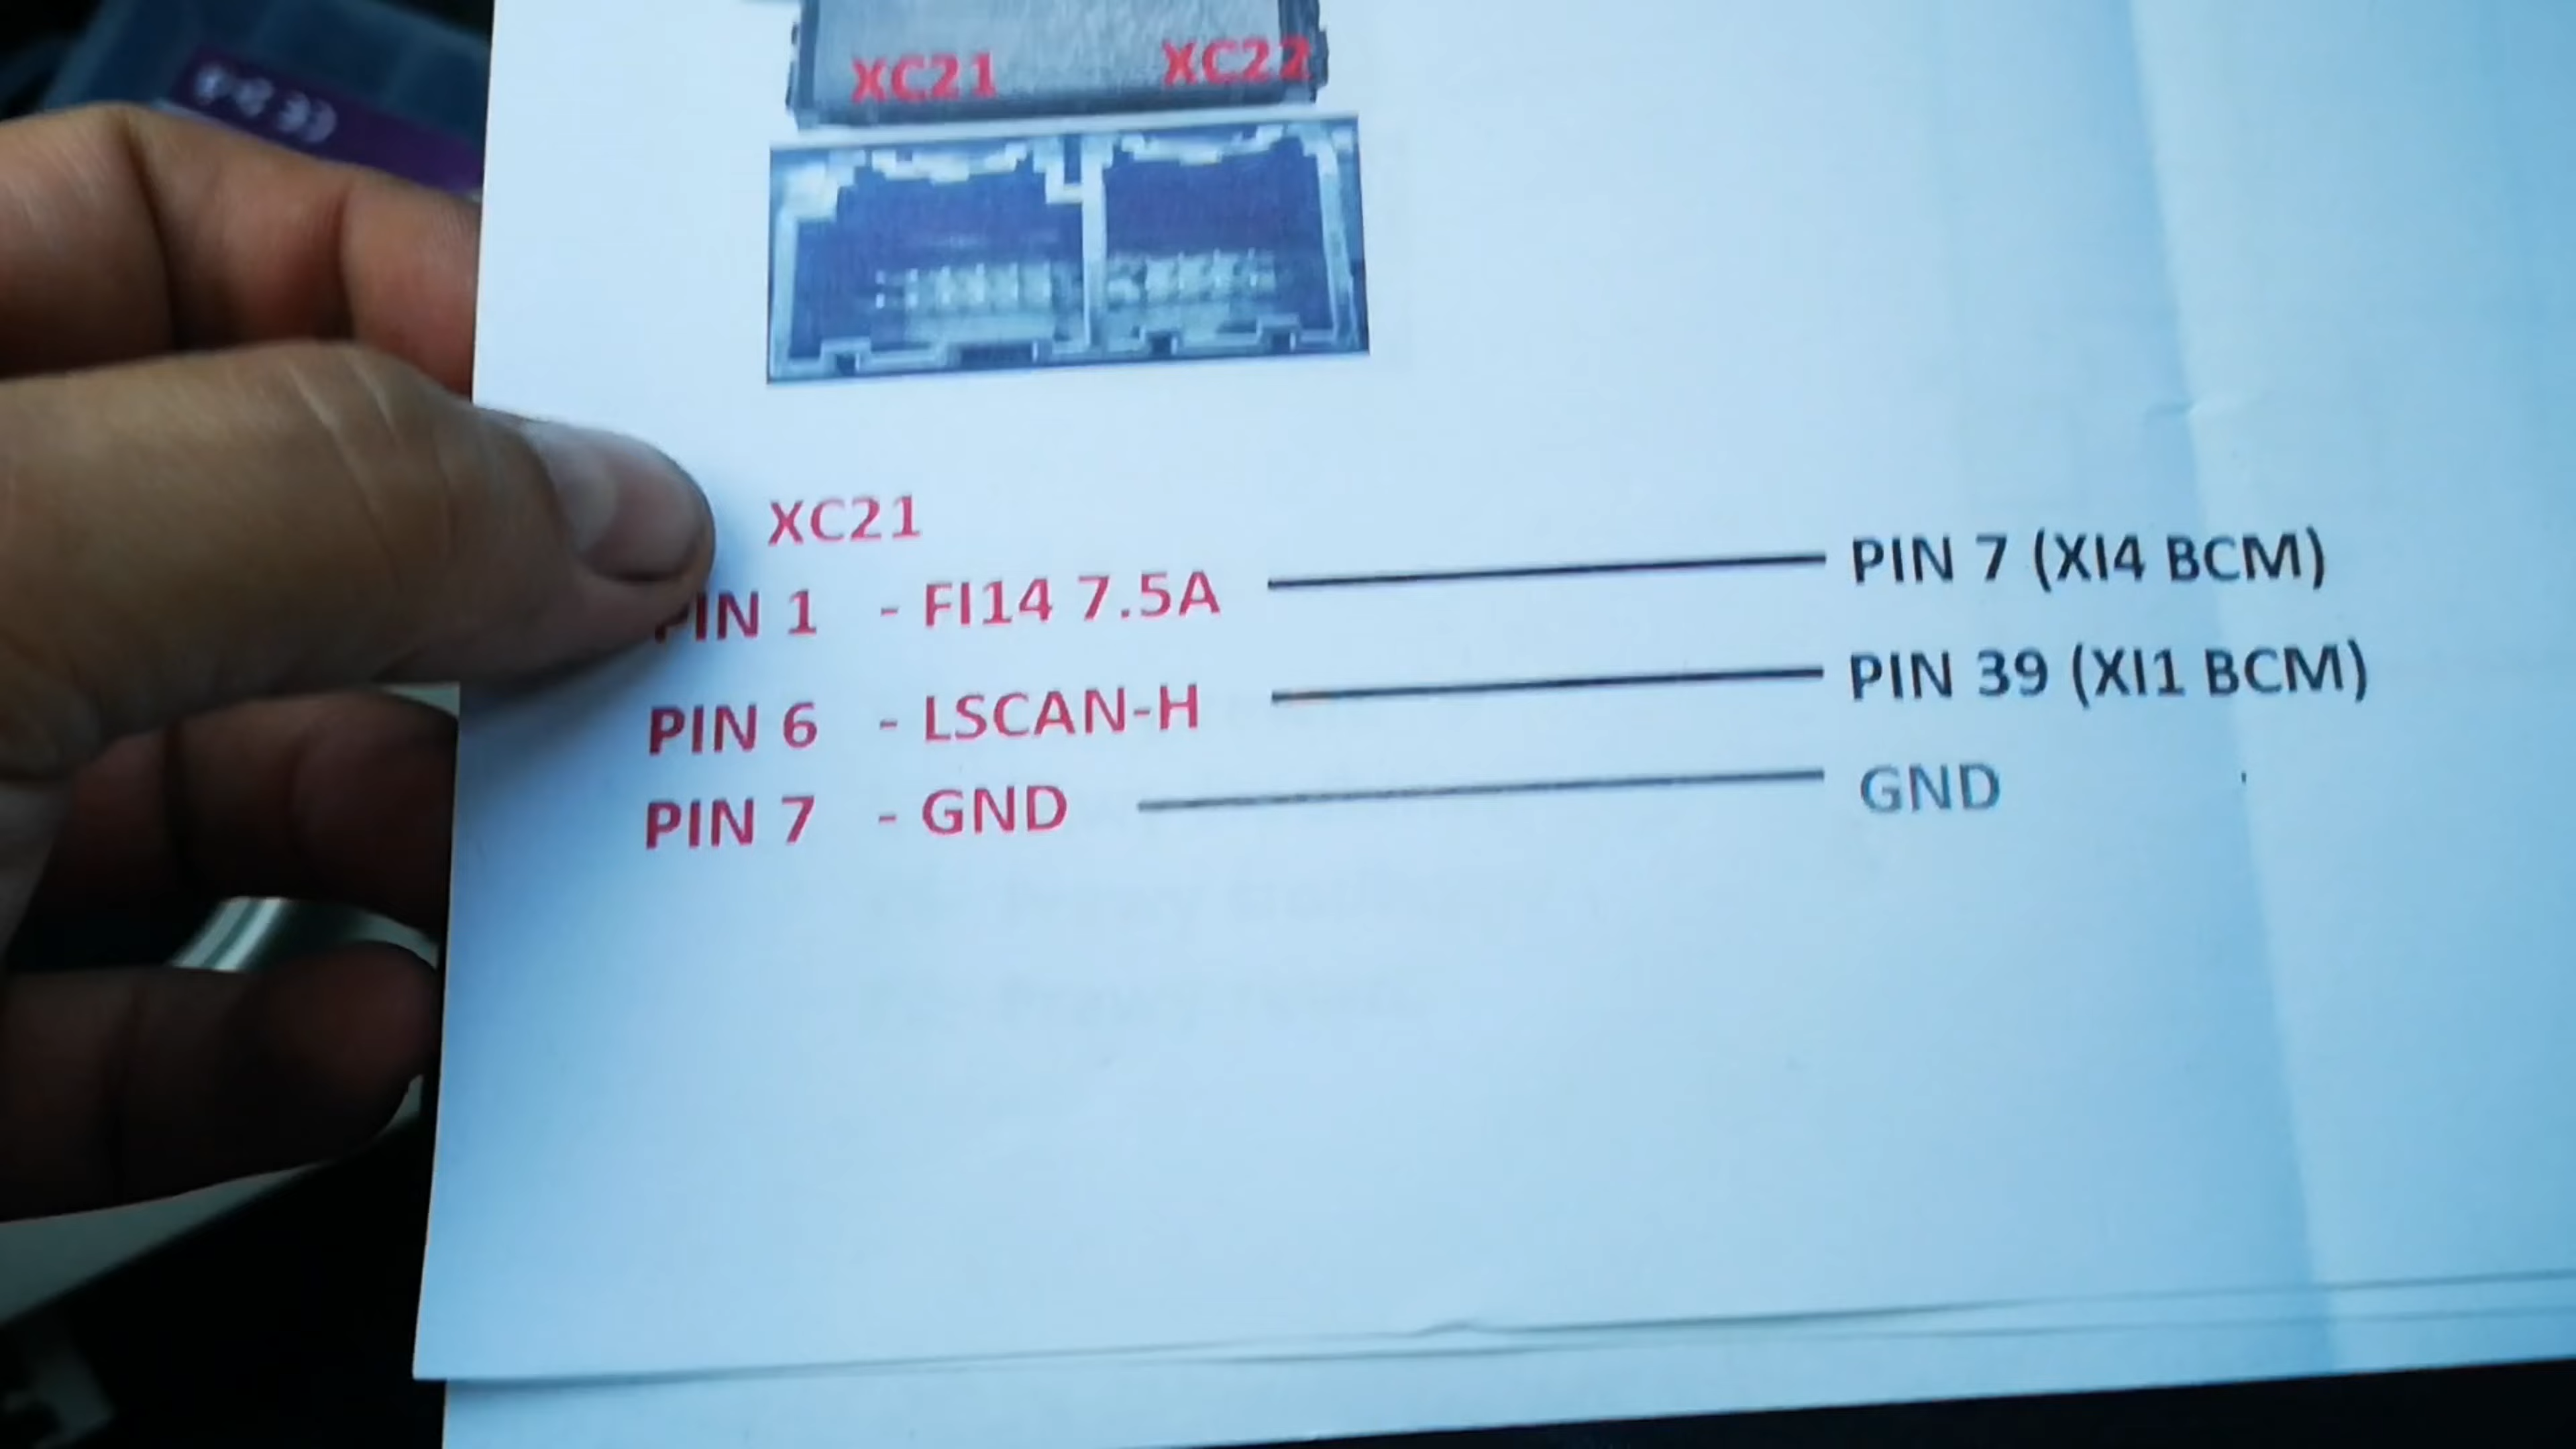 XC21 XC22
XC21
PIN 1 - FI14 7.5A PIN 7 (XI4 BCM)
PIN 6 - LSCAN-H PIN 39 (XI1 BCM)
PIN 7 - GND GND